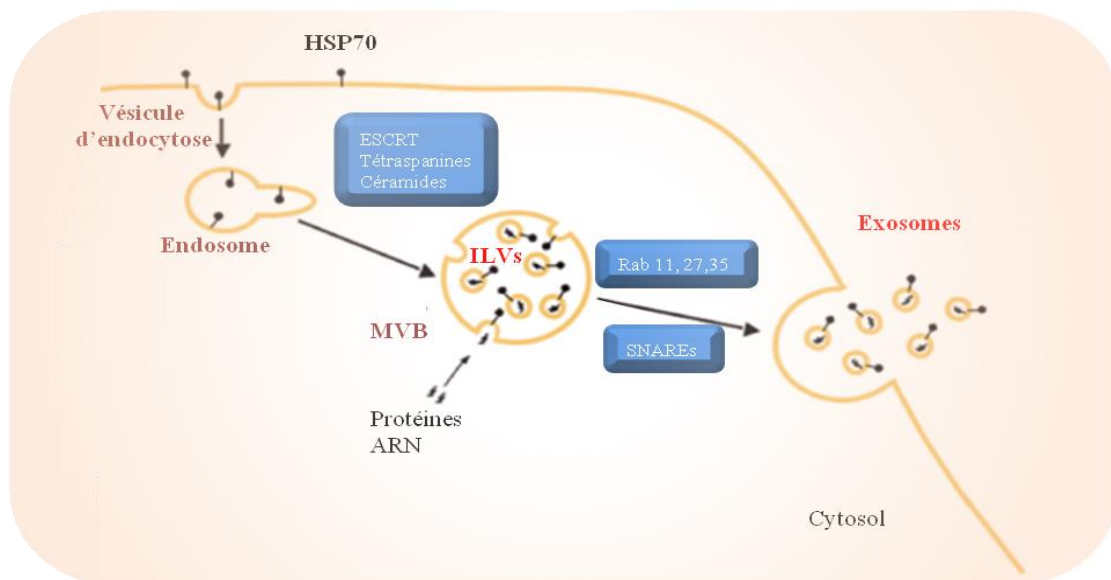 HSP70
Vésicule
d'endocytose
ESCRT
Tétraspanines
Céramides
Endosome
ILVs
MVB
Rab 11, 27,35
SNAREs
Exosomes
Protéines
ARN
Cytosol